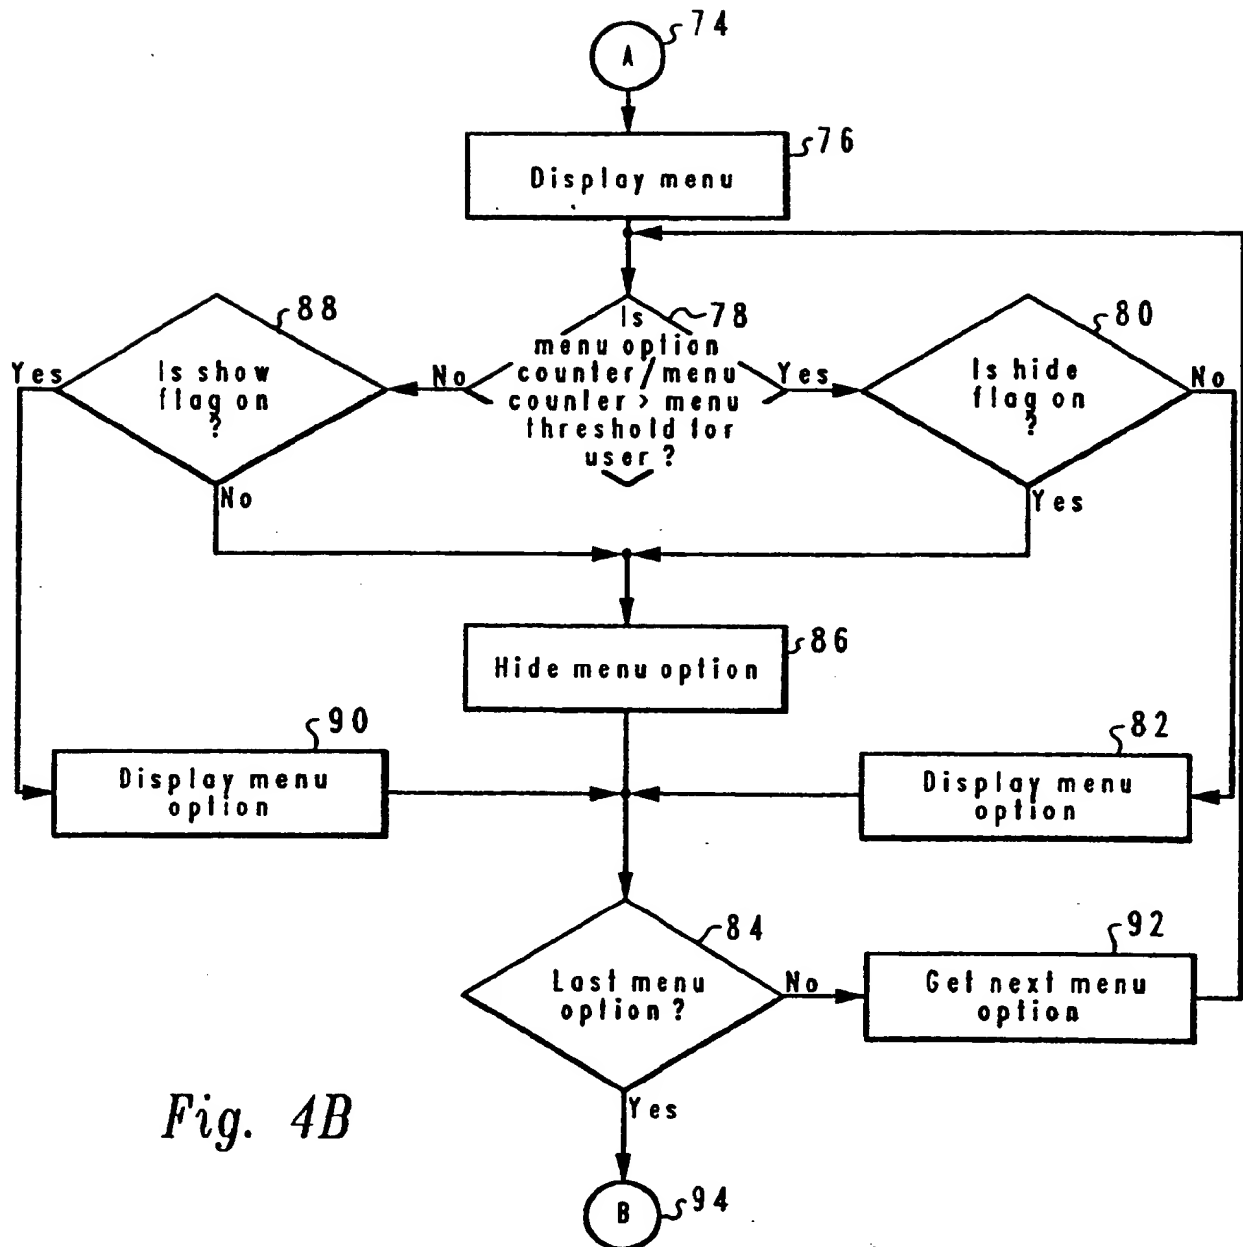 A
74
Display menu
76
Is
menu option
counter/menu
counter > menu
threshold for
user ?
78
Yes
No
Is show
flag on
?
88
Yes
No
Is hide
flag on
?
80
No
Yes
Hide menu option
86
Display menu
option
90
Display menu
option
82
Last menu
option ?
84
No
Get next menu
option
92
Yes
B
94
Fig. 4B